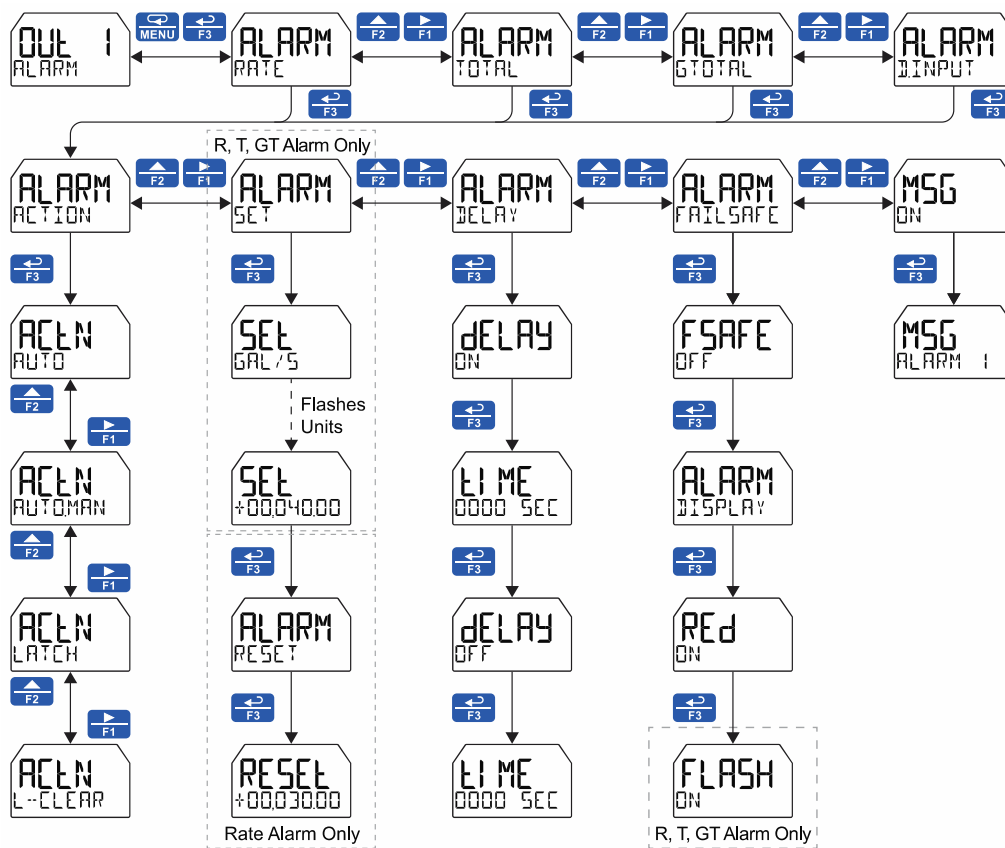 OUt 1
ALARM
MENU
F3
ALARM
RATE
F2
F1
ALARM
TOTAL
F2
F1
ALARM
GTOTAL
F2
F1
ALARM
D.INPUT
F3
F3
F3
F3
R, T, GT Alarm Only
ALARM
ACTION
F2
F1
ALARM
SET
F2
F1
ALARM
DELAY
F2
F1
ALARM
FAILSAFE
F2
F1
MSG
ON
F3
F3
F3
F3
F3
ACtN
AUTO
SEt
GAL/S
dELAY
ON
FSAFE
OFF
MSG
ALARM 1
F2
F1
Flashes
Units
F3
F3
ACtN
AUTO.MAN
SEt
+00,040.00
tIME
0000 SEC
ALARM
DISPLAY
F2
F1
F3
F3
F3
ACtN
LATCH
ALARM
RESET
dELAY
OFF
REd
ON
F2
F1
F3
F3
F3
ACtN
L--CLEAR
RESEt
+00,030.00
tIME
0000 SEC
FLASH
ON
Rate Alarm Only
R, T, GT Alarm Only